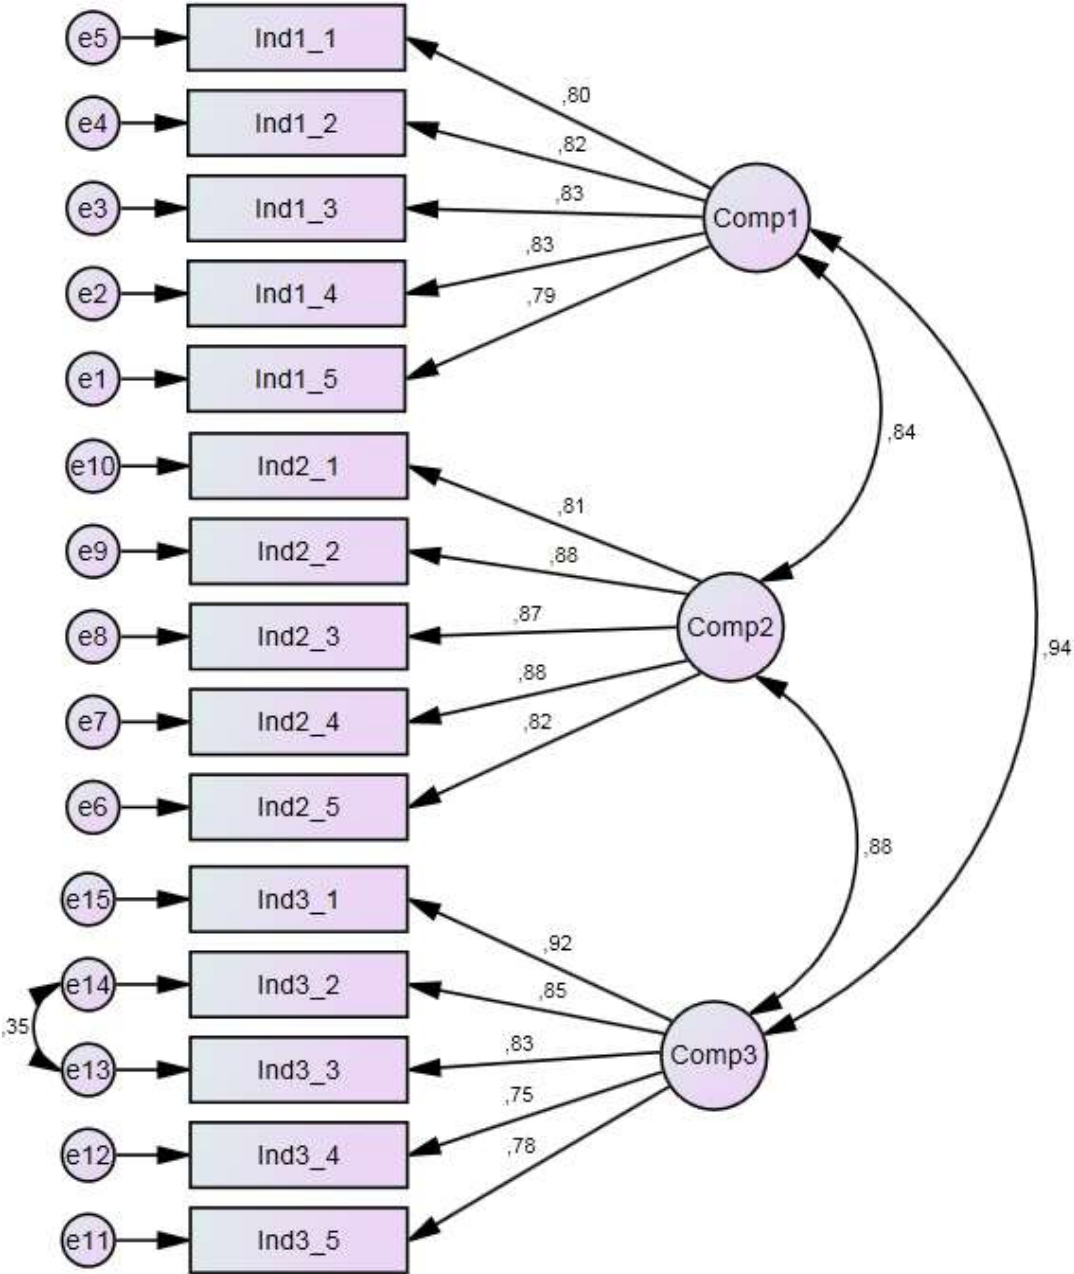 e5 Ind1_1
,80
e4 Ind1_2
,82
e3 Ind1_3
,83
Comp1
e2 Ind1_4
,83
e1 Ind1_5
,79
,84
e10 Ind2_1
,81
e9 Ind2_2
,88
e8 Ind2_3
,87
Comp2
,94
e7 Ind2_4
,88
e6 Ind2_5
,82
,88
e15 Ind3_1
,92
e14 Ind3_2
,85
,35
e13 Ind3_3
,83
Comp3
e12 Ind3_4
,75
e11 Ind3_5
,78